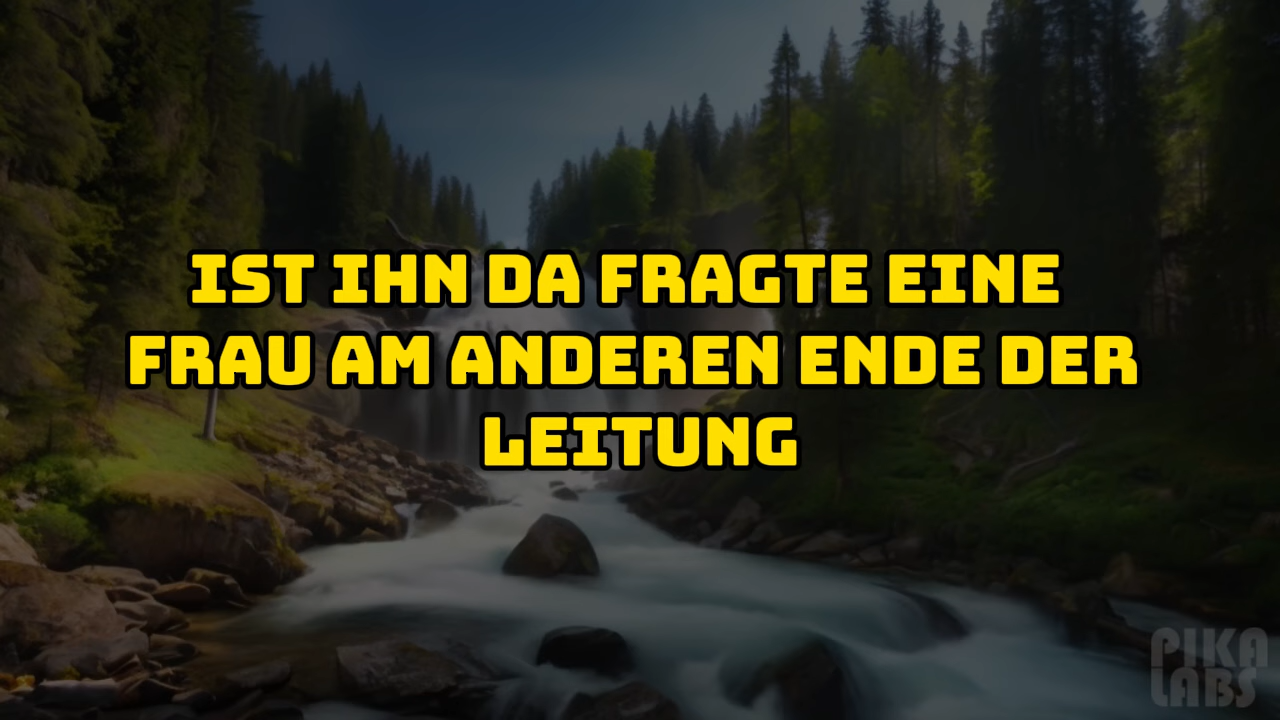 IST IHN DA FRAGTE EINE
FRAU AM ANDEREN ENDE DER
LEITUNG
PIKA
LABS